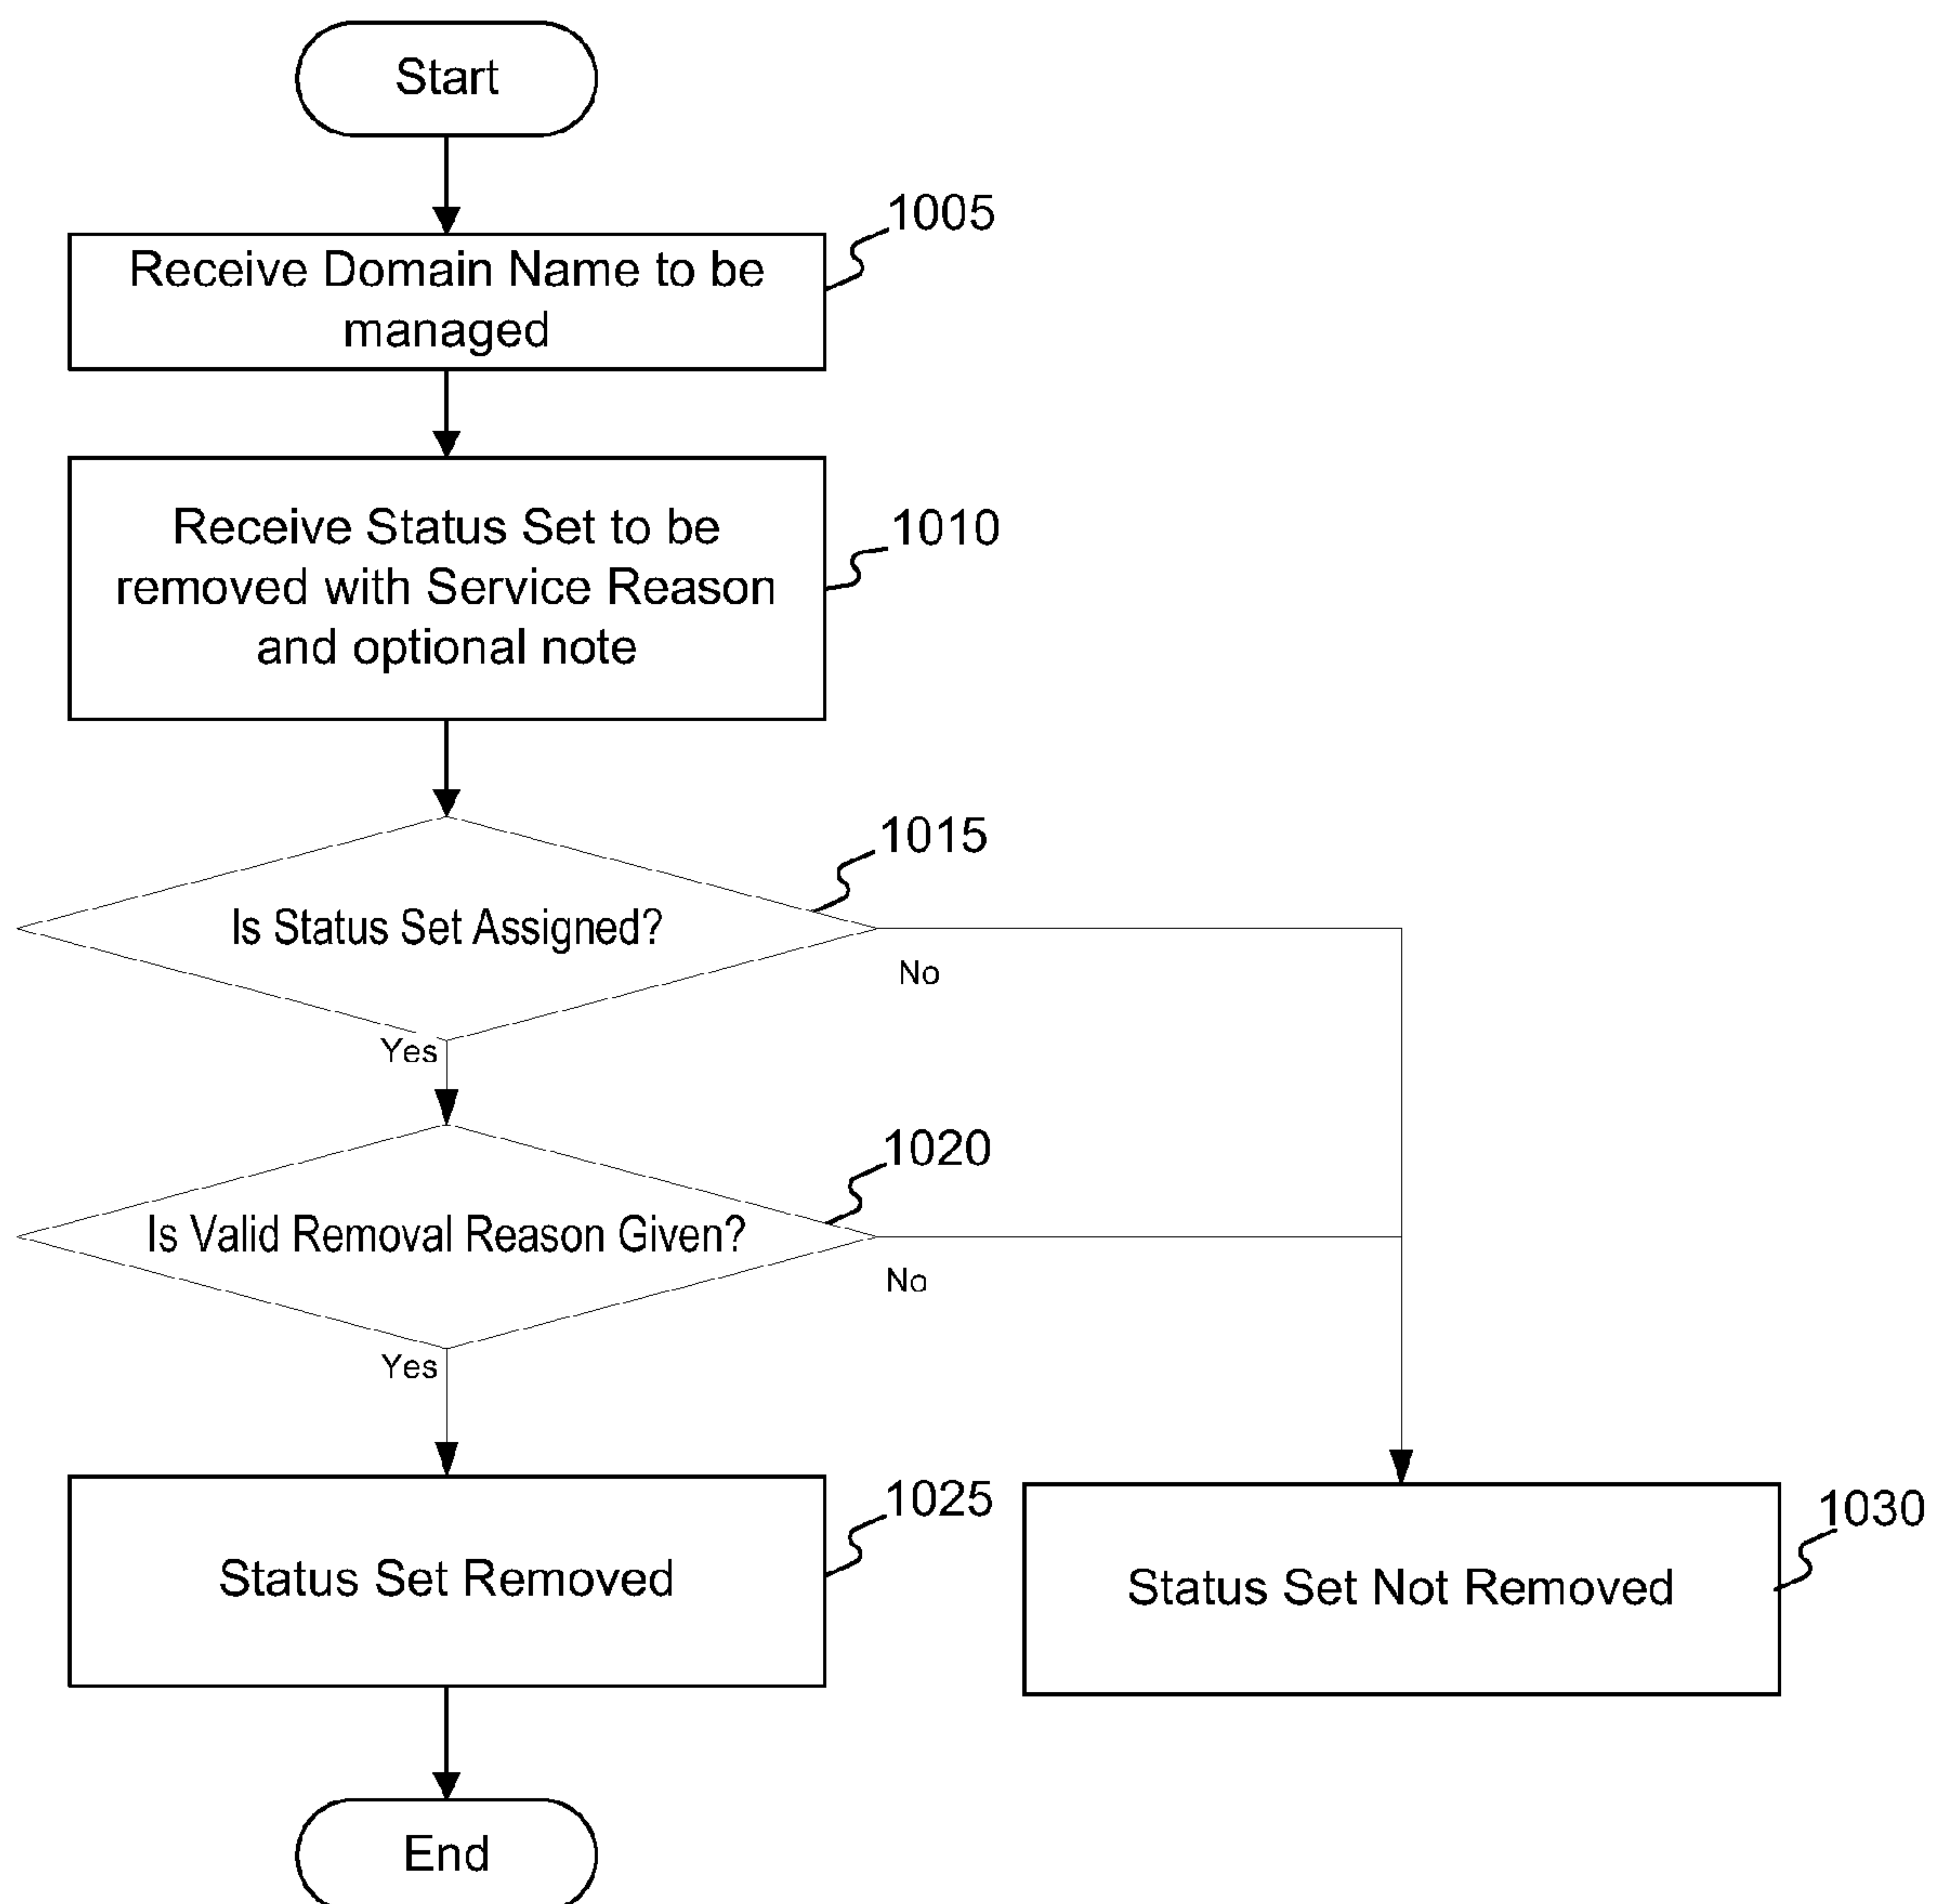 Start
1005
Receive Domain Name to be
managed
1010
Receive Status Set to be
removed with Service Reason
and optional note
1015
Is Status Set Assigned?
No
Yes
1020
Is Valid Removal Reason Given?
No
Yes
1025
Status Set Removed
1030
Status Set Not Removed
End